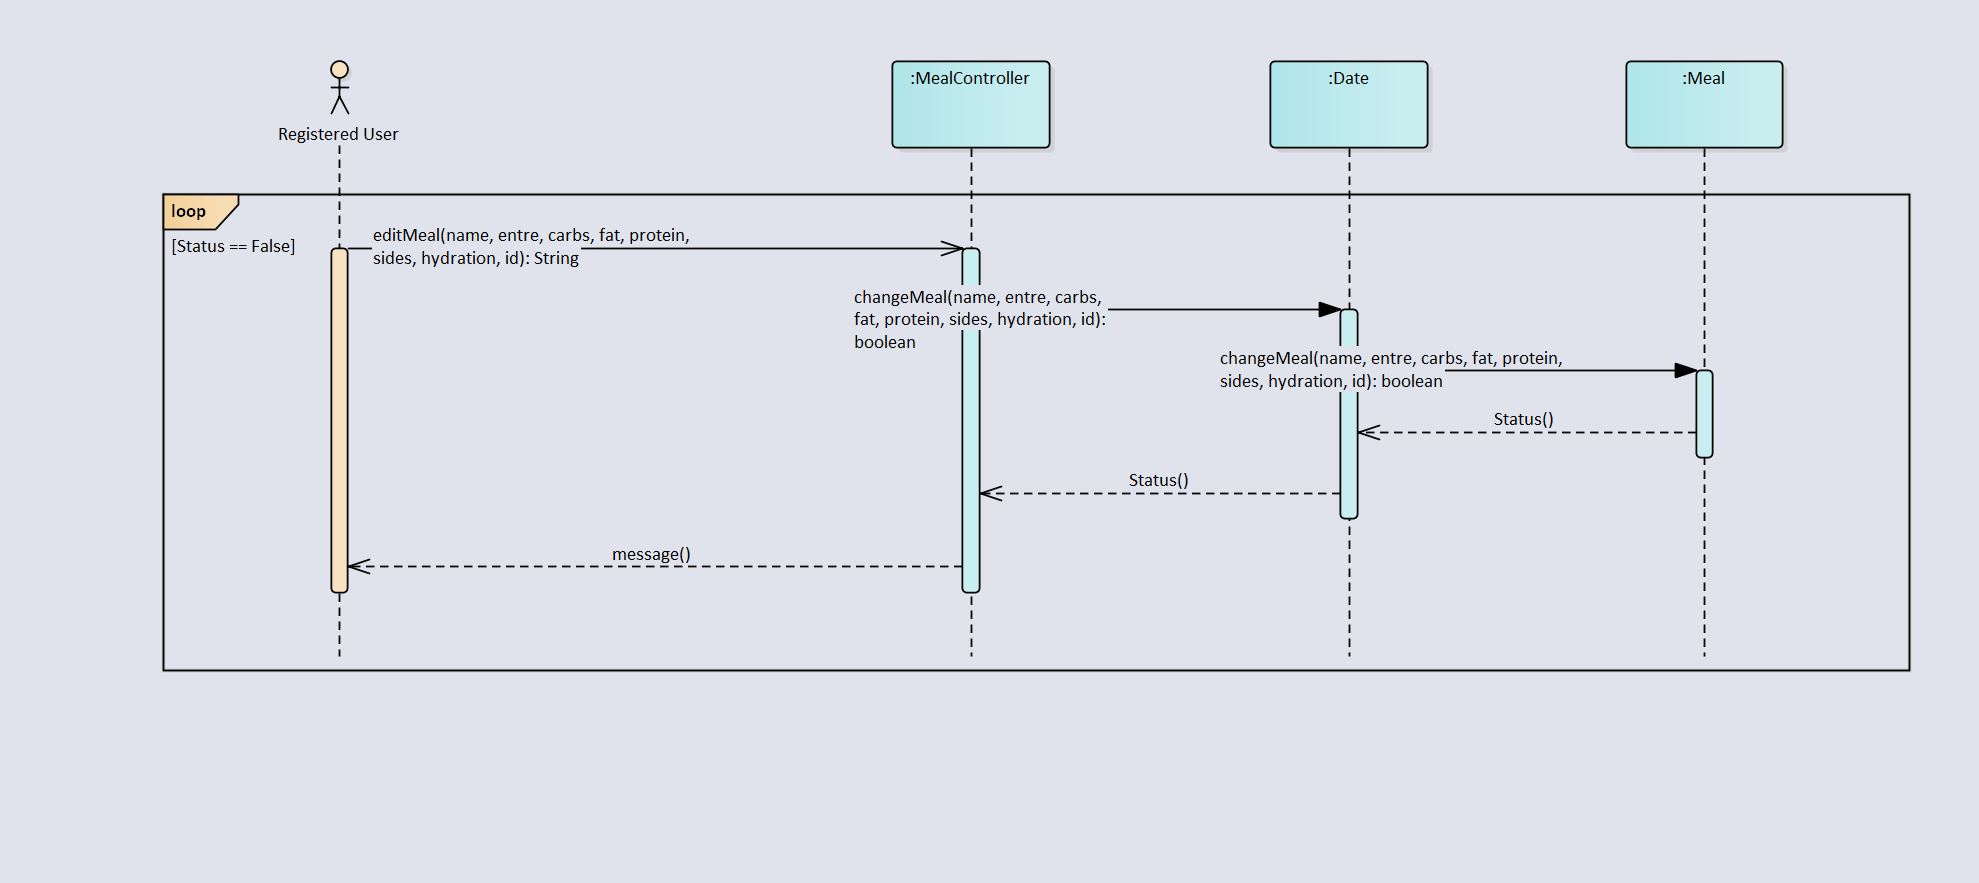 Registered User
:MealController
:Date
:Meal
loop
[Status == False]
editMeal(name, entre, carbs, fat, protein,
sides, hydration, id): String
changeMeal(name, entre, carbs,
fat, protein, sides, hydration, id):
boolean
changeMeal(name, entre, carbs, fat, protein,
sides, hydration, id): boolean
Status()
Status()
message()